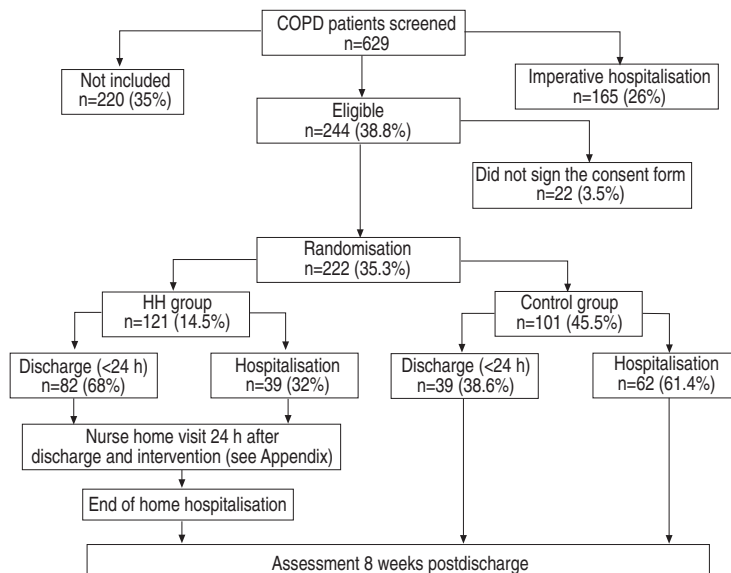 COPD patients screened
n=629
Not included
n=220 (35%)
Imperative hospitalisation
n=165 (26%)
Eligible
n=244 (38.8%)
Did not sign the consent form
n=22 (3.5%)
Randomisation
n=222 (35.3%)
HH group
n=121 (14.5%)
Control group
n=101 (45.5%)
Discharge (<24 h)
n=82 (68%)
Hospitalisation
n=39 (32%)
Discharge (<24 h)
n=39 (38.6%)
Hospitalisation
n=62 (61.4%)
Nurse home visit 24 h after
discharge and intervention (see Appendix)
End of home hospitalisation
Assessment 8 weeks postdischarge